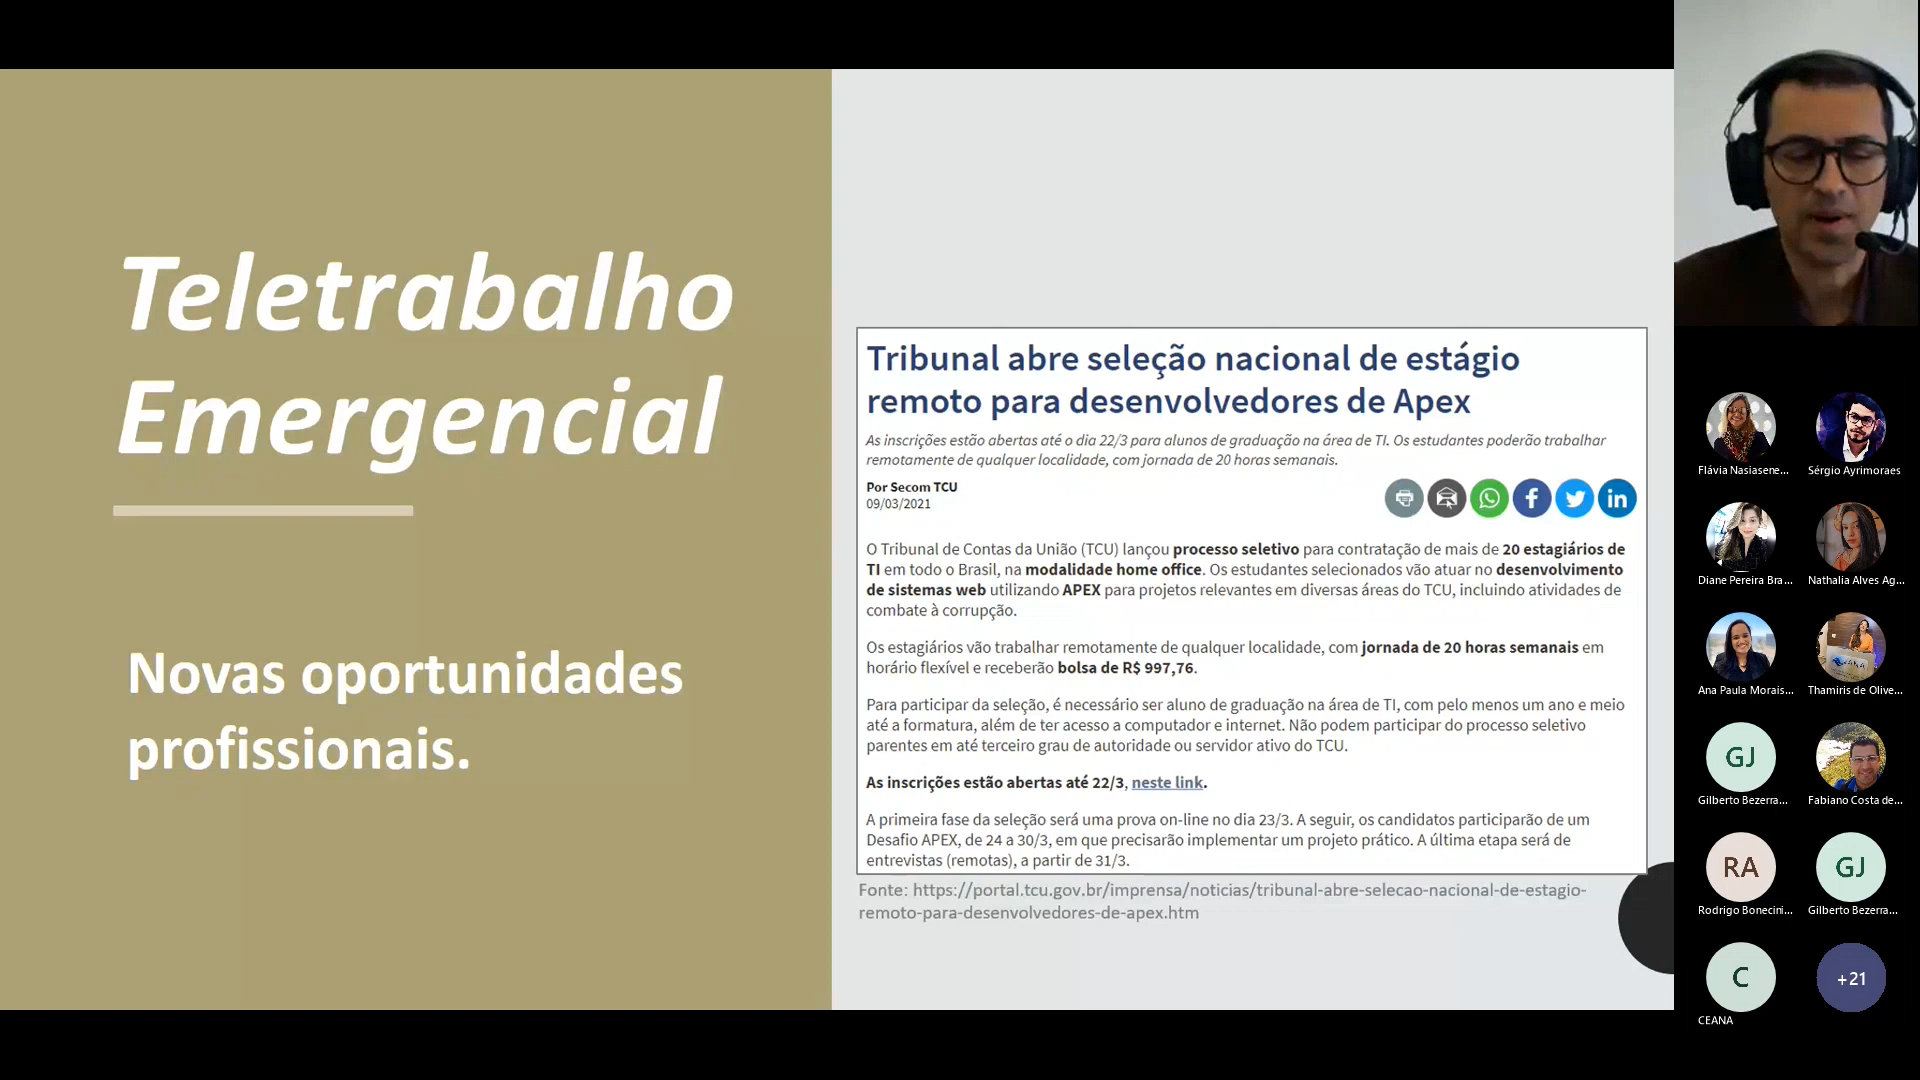 Teletrabalho
Emergencial
Novas oportunidades
profissionais.
Tribunal abre seleção nacional de estágio
remoto para desenvolvedores de Apex
As inscrições estão abertas até o dia 22/3 para alunos de graduação na área de TI. Os estudantes poderão trabalhar
remotamente de qualquer localidade, com jornada de 20 horas semanais.
Por Secom TCU
09/03/2021
O Tribunal de Contas da União (TCU) lançou processo seletivo para contratação de mais de 20 estagiários de
TI em todo o Brasil, na modalidade home office. Os estudantes selecionados vão atuar no desenvolvimento
de sistemas web utilizando APEX para projetos relevantes em diversas áreas do TCU, incluindo atividades de
combate à corrupção.
Os estagiários vão trabalhar remotamente de qualquer localidade, com jornada de 20 horas semanais em
horário flexível e receberão bolsa de R$ 997,76.
Para participar da seleção, é necessário ser aluno de graduação na área de TI, com pelo menos um ano e meio
até a formatura, além de ter acesso a computador e internet. Não podem participar do processo seletivo
parentes em até terceiro grau de autoridade ou servidor ativo do TCU.
As inscrições estão abertas até 22/3, neste link.
A primeira fase da seleção será uma prova on-line no dia 23/3. A seguir, os candidatos participarão de um
Desafio APEX, de 24 a 30/3, em que precisarão implementar um projeto prático. A última etapa será de
entrevistas (remotas), a partir de 31/3.
Fonte: https://portal.tcu.gov.br/imprensa/noticias/tribunal-abre-selecao-nacional-de-estagio-
remoto-para-desenvolvedores-de-apex.htm
Flávia Nasiasene...
Sérgio Ayrimoraes
Diane Pereira Bra...
Nathalia Alves Ag...
Ana Paula Morais...
Thamiris de Olive...
GJ
Gilberto Bezerra...
Fabiano Costa de...
RA
Rodrigo Bonecini...
GJ
Gilberto Bezerra...
C
CEANA
+21